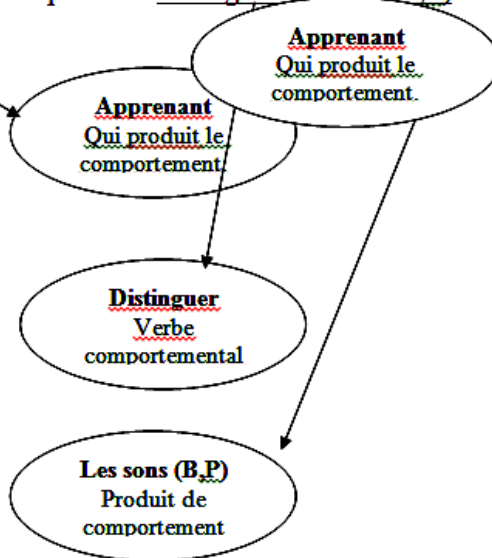 Apprenant
Qui produit le
comportement.
Apprenant
Qui produit le
comportement.
Distinguer
Verbe
comportemental
Les sons (B,P)
Produit de
comportement